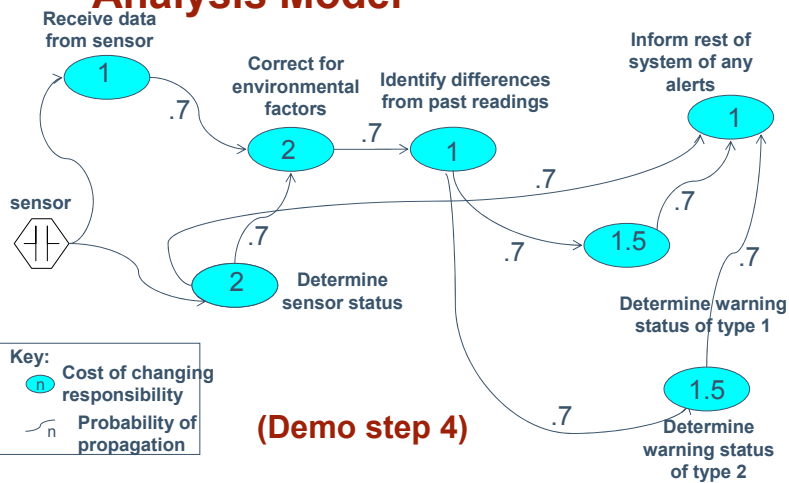 Analysis Model
Receive data
from sensor
1
.7
Correct for
environmental
factors
2
.7
Identify differences
from past readings
1
Inform rest of
system of any
alerts
1
.7
.7
1.5
.7
sensor
.7
2
Determine
sensor status
.7
Determine warning
status of type 1
1.5
.7
Determine
warning status
of type 2
Key:
n
Cost of changing
responsibility
n
Probability of
propagation
(Demo step 4)